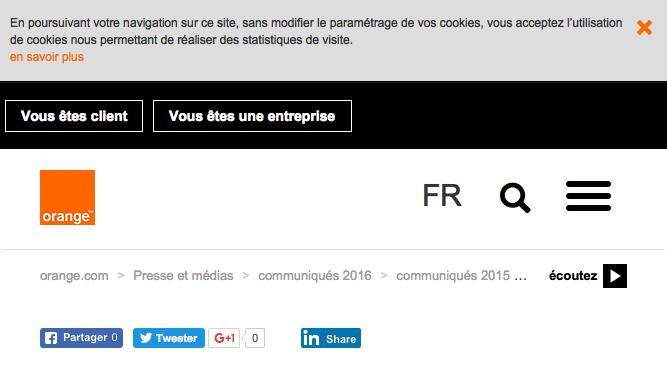 En poursuivant votre navigation sur ce site, sans modifier le paramétrage de vos cookies, vous acceptez l'utilisation
de cookies nous permettant de réaliser des statistiques de visite.
en savoir plus
Vous êtes client
Vous êtes une entreprise
orange™
FR
orange.com > Presse et médias > communiqués 2016 > communiqués 2015 ...
écoutez
Partager 0
Tweeter
G+1
0
in Share